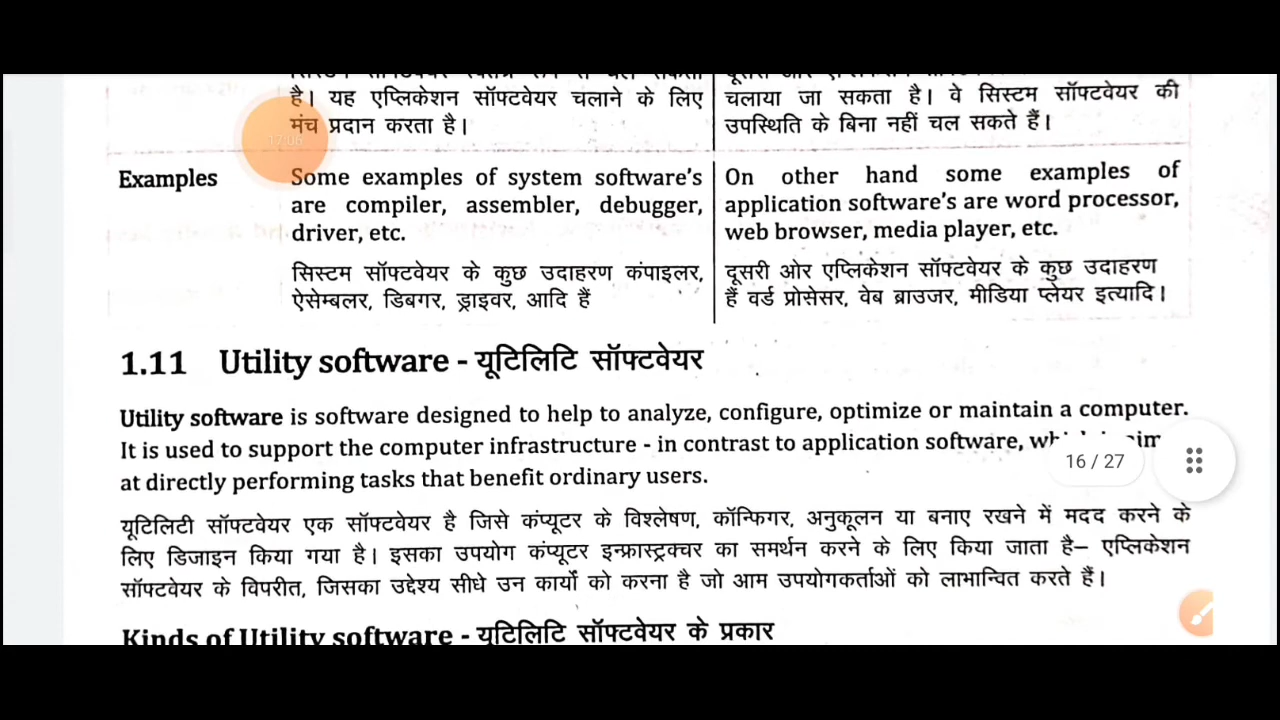 है। यह एप्लिकेशन सॉफ्टवेयर चलाने के लिए
मंच प्रदान करता है।
चलाया जा सकता है। वे सिस्टम सॉफ्टवेयर की
उपस्थिति के बिना नहीं चल सकते हैं।
17:06
Examples
Some examples of system software's
are compiler, assembler, debugger,
driver, etc.
सिस्टम सॉफ्टवेयर के कुछ उदाहरण कंपाइलर,
ऐसेम्बलर, डिबगर, ड्राइवर, आदि हैं
On other hand some examples of
application software's are word processor,
web browser, media player, etc.
दूसरी ओर एप्लिकेशन सॉफ्टवेयर के कुछ उदाहरण
हैं वर्ड प्रोसेसर, वेब ब्राउजर, मीडिया प्लेयर इत्यादि।
1.11 Utility software - यूटिलिटि सॉफ्टवेयर
Utility software is software designed to help to analyze, configure, optimize or maintain a computer.
It is used to support the computer infrastructure - in contrast to application software,
at directly performing tasks that benefit ordinary users.
16 / 27
यूटिलिटी सॉफ्टवेयर एक सॉफ्टवेयर है जिसे कंप्यूटर के विश्लेषण, कॉन्फिगर, अनुकूलन या बनाए रखने में मदद करने के
लिए डिजाइन किया गया है। इसका उपयोग कंप्यूटर इन्फ्रास्ट्रक्चर का समर्थन करने के लिए किया जाता है– एप्लिकेशन
सॉफ्टवेयर के विपरीत, जिसका उद्देश्य सीधे उन कार्यों को करना है जो आम उपयोगकर्ताओं को लाभान्वित करते हैं।
Kinds of Utility software - यूटिलिटि सॉफ्टवेयर के प्रकार